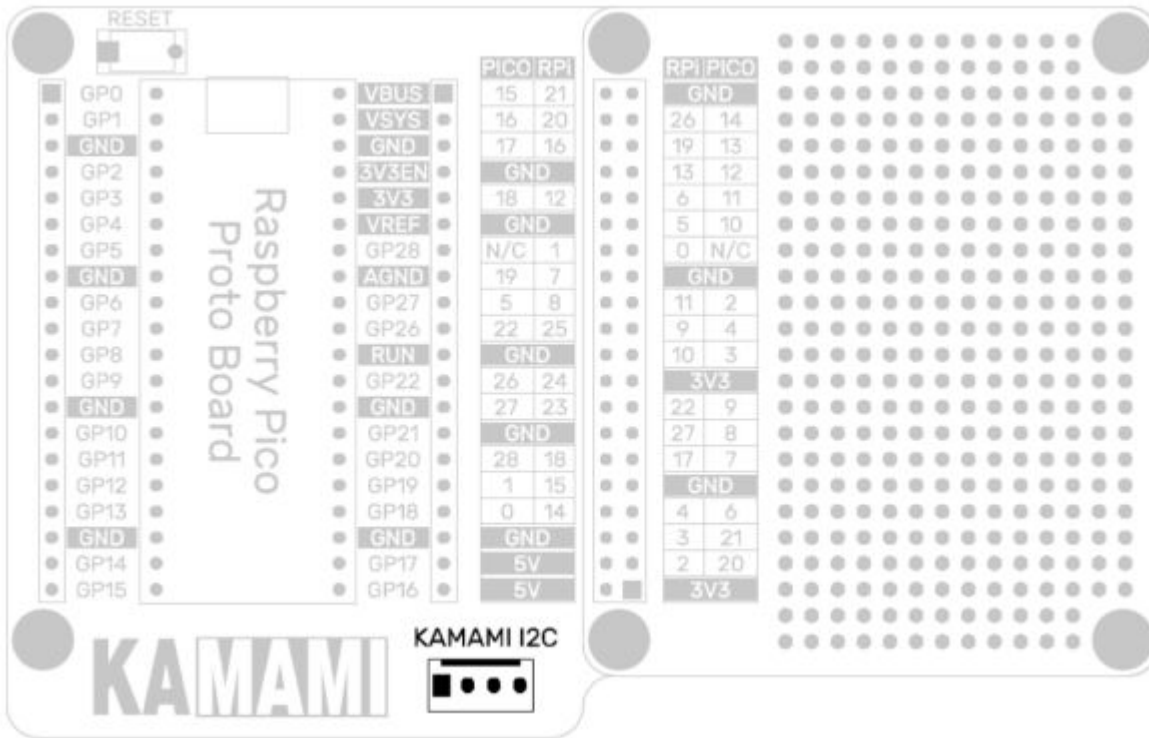 RESET
GP0
GP1
GND
GP2
GP3
GP4
GP5
GND
GP6
GP7
GP8
GP9
GND
GP10
GP11
GP12
GP13
GND
GP14
GP15
Raspberry Pico
Proto Board
VBUS
VSYS
GND
3V3EN
3V3
VREF
GP28
AGND
GP27
GP26
RUN
GP22
GND
GP21
GP20
GP19
GP18
GND
GP17
GP16
PICO RPi
15 21
16 20
17 16
GND
18 12
GND
N/C 1
19 7
5 8
22 25
GND
26 24
27 23
GND
28 18
1 15
0 14
GND
5V
5V
RPi PICO
GND
26 14
19 13
13 12
6 11
5 10
0 N/C
GND
11 2
9 4
10 3
3V3
22 9
27 8
17 7
GND
4 6
3 21
2 20
3V3
KAMAMI
KAMAMI I2C